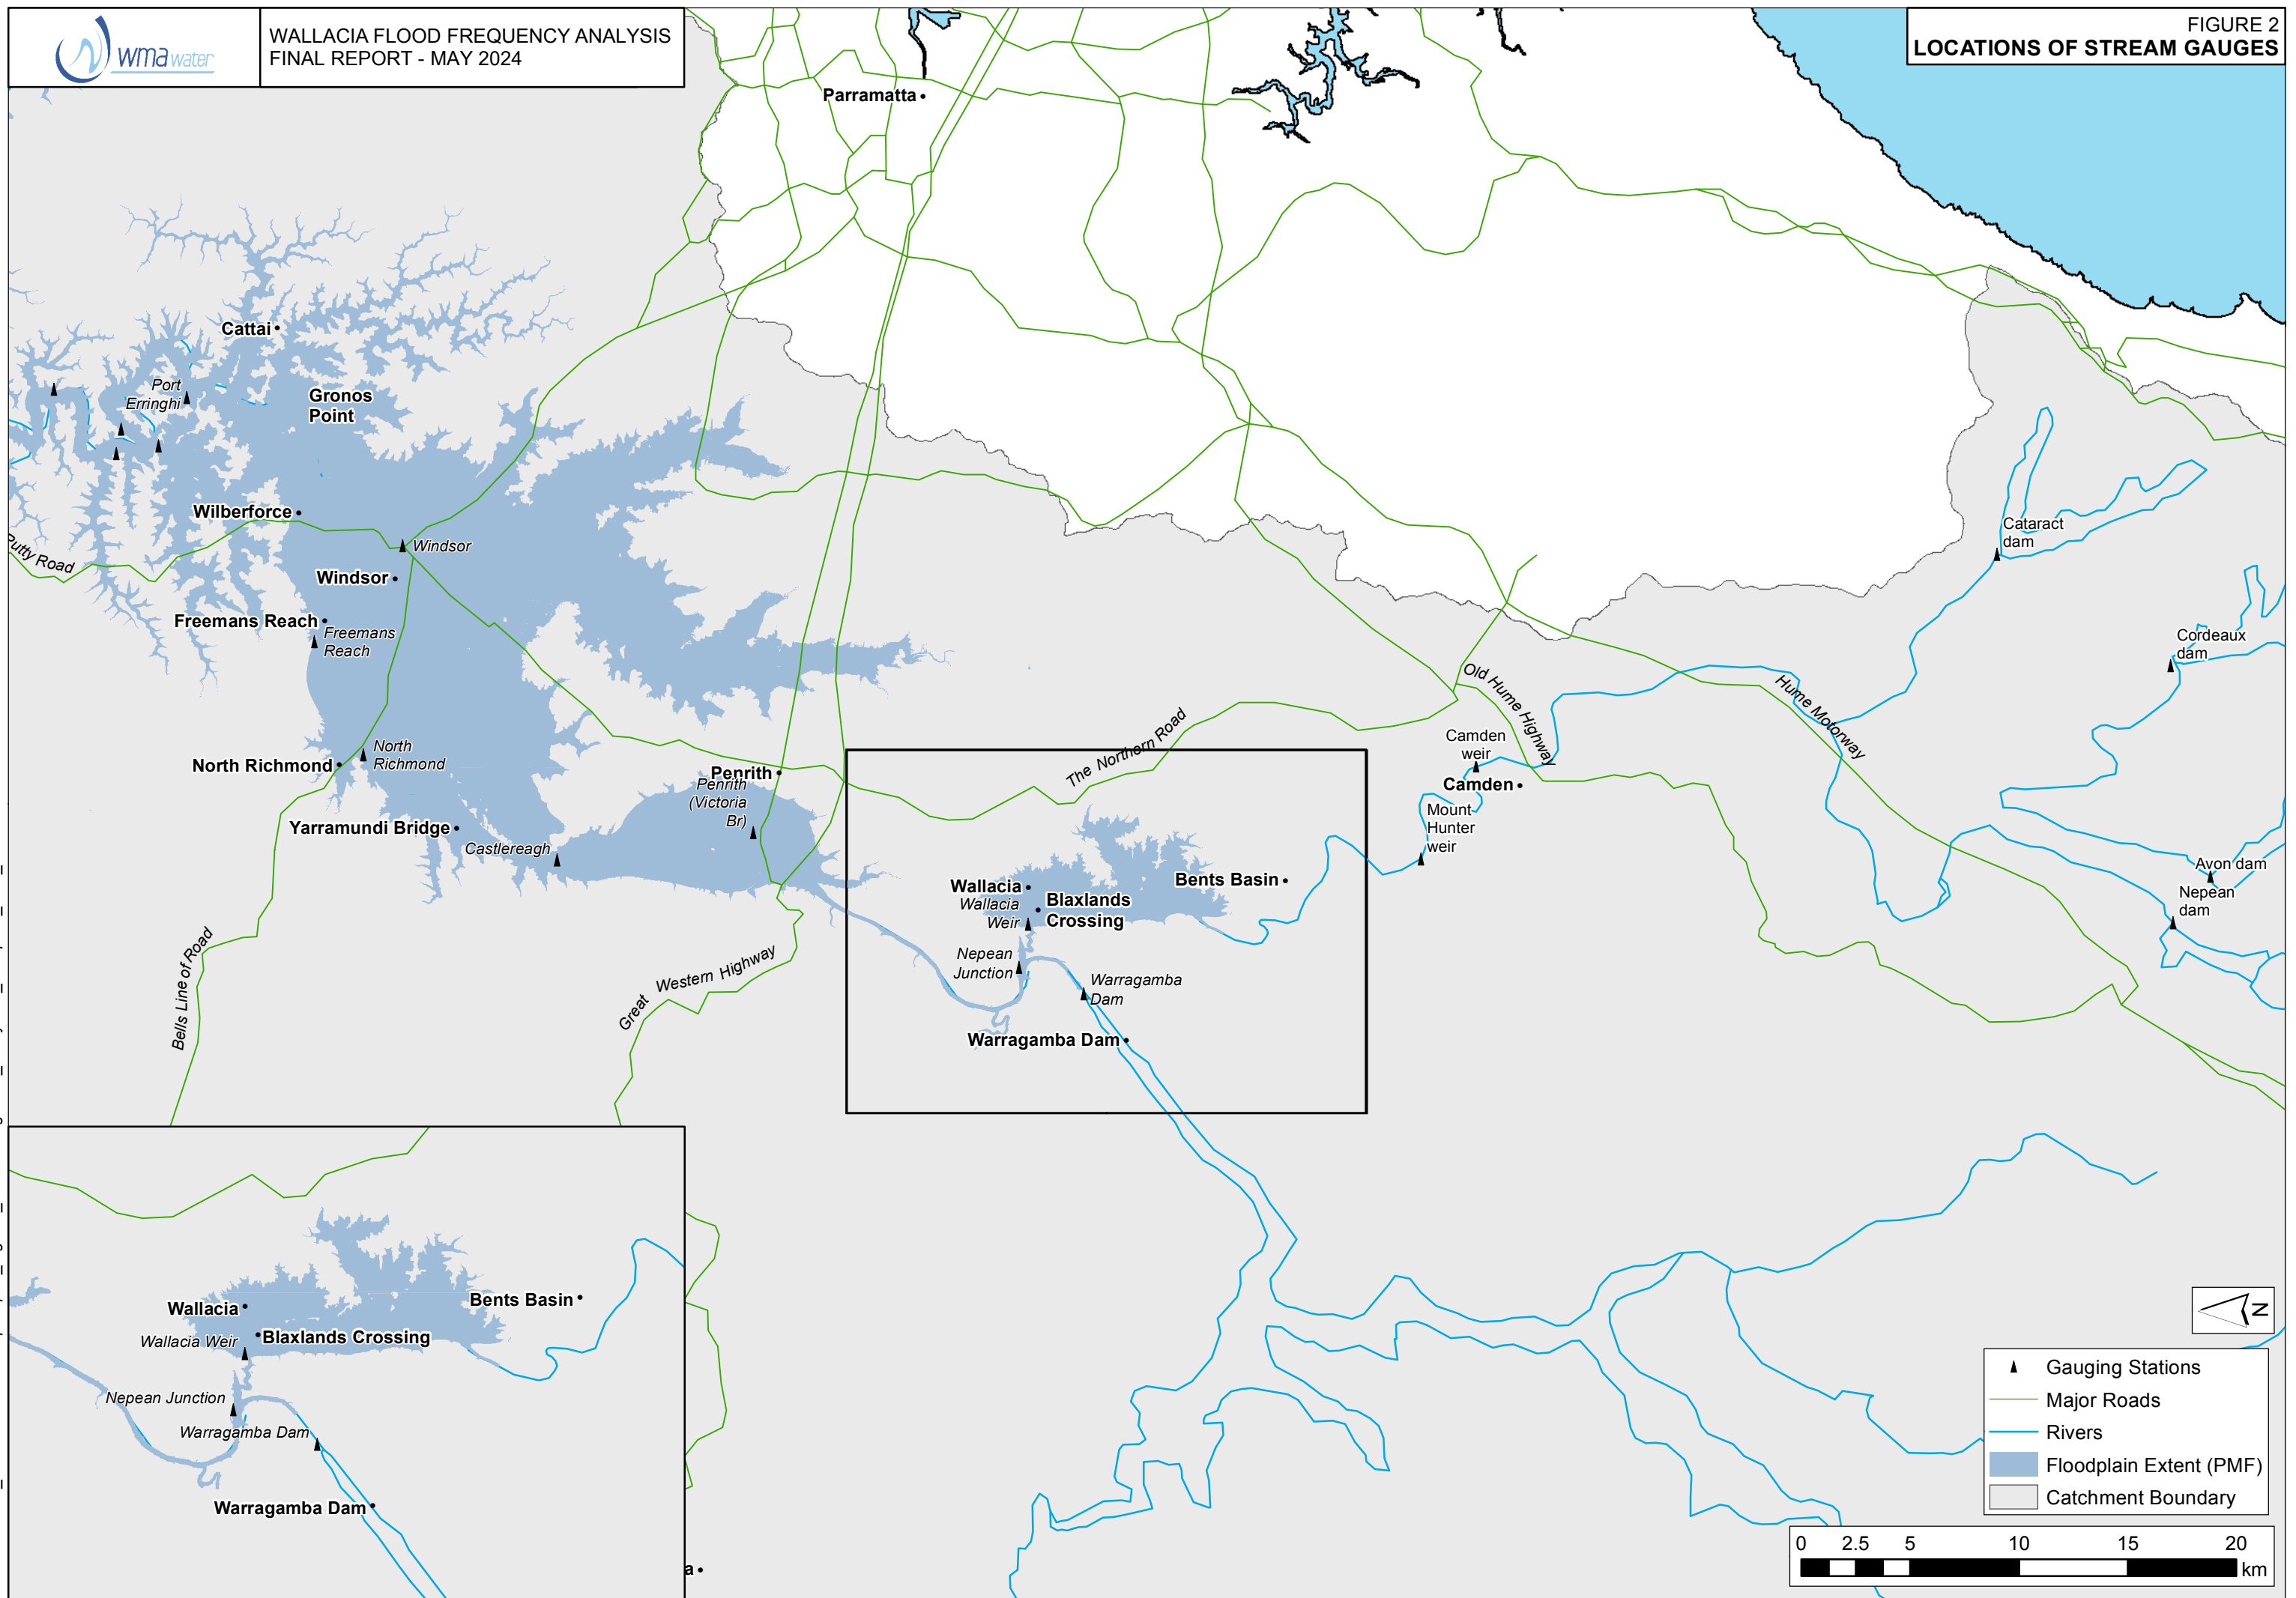 wmawater
WALLACIA FLOOD FREQUENCY ANALYSIS
FINAL REPORT - MAY 2024
FIGURE 2
LOCATIONS OF STREAM GAUGES
Parramatta
Cattai
Port
Erringhi
Gronos
Point
Wilberforce
Putty Road
Windsor
Windsor
Freemans Reach
Freemans
Reach
North
Richmond
North Richmond
Yarramundi Bridge
Castlereagh
Penrith
Penrith
(Victoria
Br)
Bells Line of Road
Great Western Highway
The Northern Road
Old Hume Highway
Hume Motorway
Cataract
dam
Cordeaux
dam
Camden
weir
Camden
Mount
Hunter
weir
Avon dam
Nepean
dam
Wallacia
Wallacia
Weir
Blaxlands
Crossing
Bents Basin
Nepean
Junction
Warragamba
Dam
Warragamba Dam
Wallacia
Wallacia Weir
Blaxlands Crossing
Bents Basin
Nepean Junction
Warragamba Dam
Warragamba Dam
a
N
Gauging Stations
Major Roads
Rivers
Floodplain Extent (PMF)
Catchment Boundary
0 2.5 5 10 15 20
km